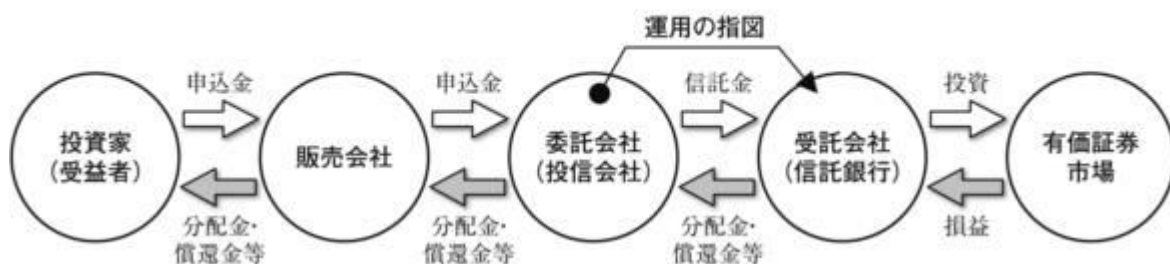 運用の指図
申込金
申込金
信託金
投資
投資家
(受益者)
販売会社
委託会社
(投信会社)
受託会社
(信託銀行)
有価証券
市場
分配金・
償還金等
分配金・
償還金等
分配金・
償還金等
損益